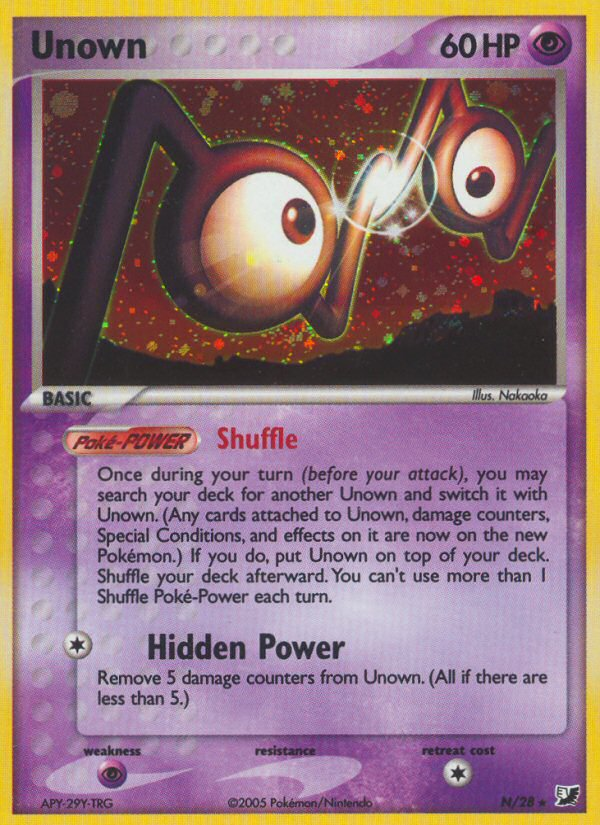 Unown 60 HP
BASIC
Illus. Nakaoka
Poké-POWER Shuffle
Once during your turn (before your attack), you may
search your deck for another Unown and switch it with
Unown. (Any cards attached to Unown, damage counters,
Special Conditions, and effects on it are now on the new
Pokémon.) If you do, put Unown on top of your deck.
Shuffle your deck afterward. You can't use more than 1
Shuffle Poké-Power each turn.
Hidden Power
Remove 5 damage counters from Unown. (All if there are
less than 5.)
weakness resistance retreat cost
APY-29Y-TRG ©2005 Pokémon/Nintendo N/28 ★